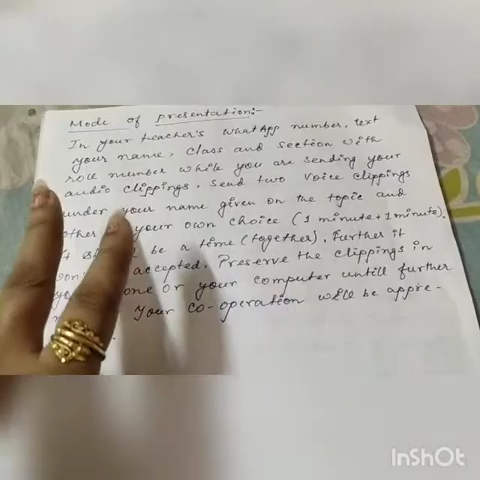 Mode of presentation:-
In your teacher's WhatApp number, text
your name, class and section with
role number while you are sending your
audio clippings. Send two voice clippings
under your name given on the topic and
other your own choice (1 minute+1 minute).
be a time (together). Further it
accepted. Preserve the clippings in
or your computer untill further
Your co-operation will be appre-
InShOt